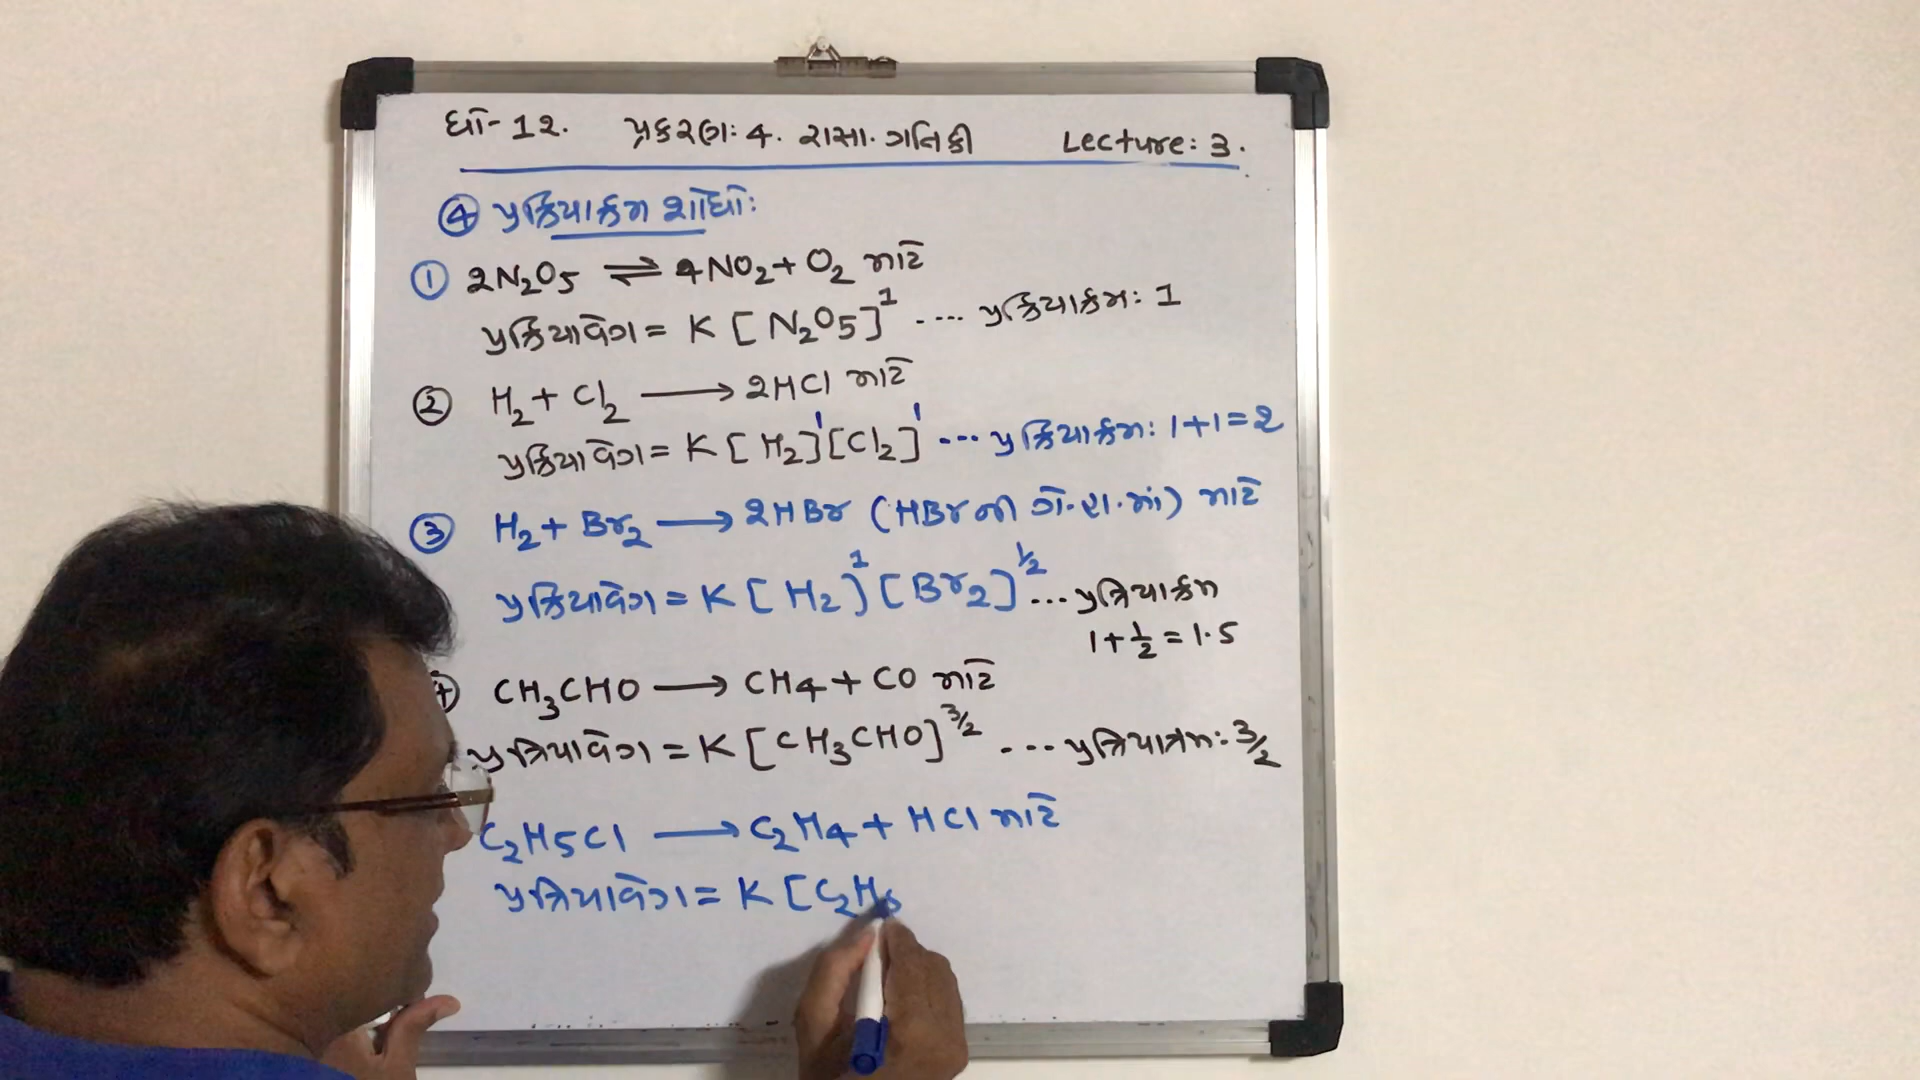 ધો-12. પ્રકરણ: 4. રાસા. ગતિકી Lecture: 3.
④ પ્રક્રિયાક્રમ શોધો:
① 2N₂O₅ ⇌ 4NO₂ + O₂ માટે
પ્રક્રિયાવેગ = K [N₂O₅]¹ .... પ્રક્રિયાક્રમ: 1
② H₂ + Cl₂ ⟶ 2HCl માટે
પ્રક્રિયાવેગ = K [H₂]¹ [Cl₂]¹ ... પ્રક્રિયાક્રમ: 1+1=2
③ H₂ + Br₂ ⟶ 2HBr (HBr ની ગે.હા.માં) માટે
પ્રક્રિયાવેગ = K [H₂]¹ [Br₂]^1/2 ... પ્રક્રિયાક્રમ
1 + 1/2 = 1.5
CH₃CHO ⟶ CH₄ + CO માટે
પ્રક્રિયાવેગ = K [CH₃CHO]^3/2 .... પ્રક્રિયાક્રમ: 3/2
C₂H₅Cl ⟶ C₂H₄ + HCl માટે
પ્રક્રિયાવેગ = K [C₂H₅